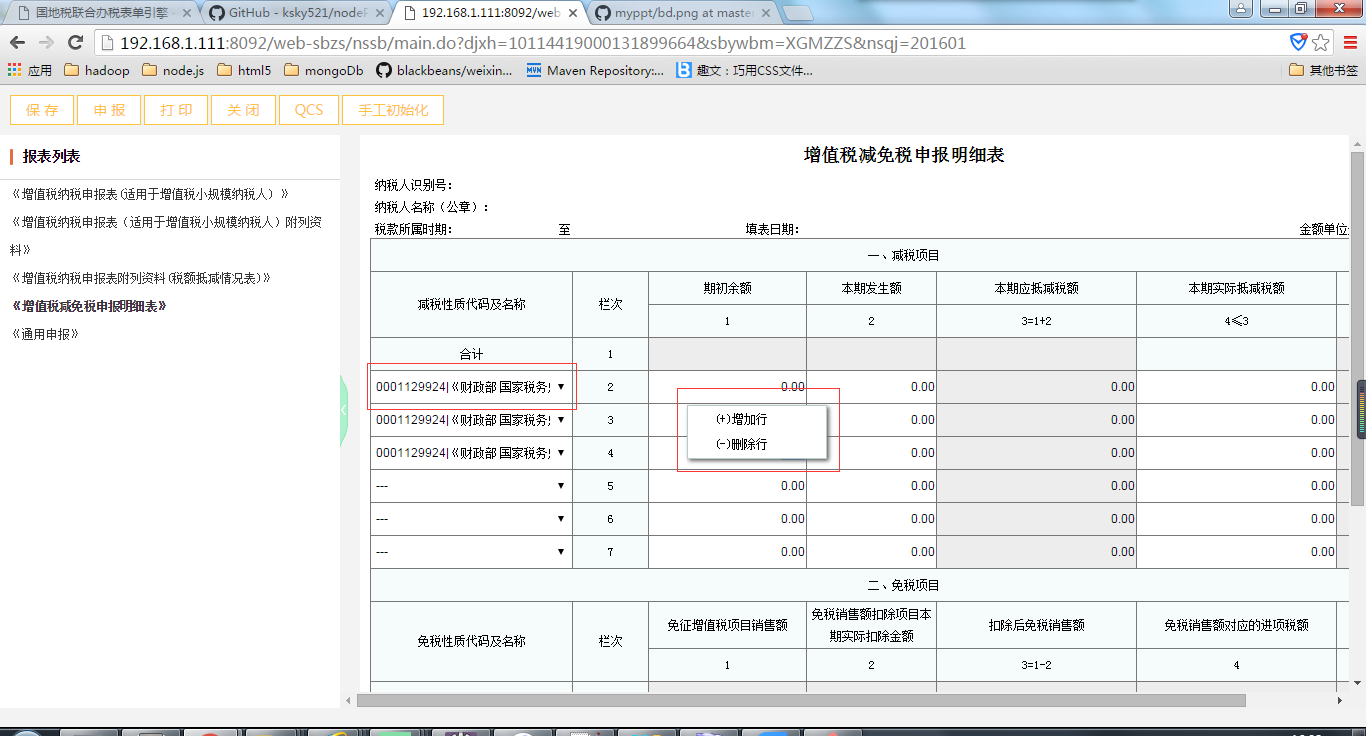 国地税联合办税表单引擎
GitHub - ksky521/nodeP
192.168.1.111:8092/web
myppt/bd.png at master
192.168.1.111:8092/web-sbzs/nssb/main.do?djxh=10114419000131899664&sbywbm=XGMZZS&nsqj=201601
应用 hadoop node.js html5 mongoDb blackbeans/weixin... Maven Repository:... 趣文：巧用CSS文件... 其他书签
保 存 申 报 打 印 关 闭 QCS 手工初始化
报表列表
《增值税纳税申报表(适用于增值税小规模纳税人）》
《增值税纳税申报表（适用于增值税小规模纳税人）附列资
料》
《增值税纳税申报表附列资料(税额抵减情况表)》
《增值税减免税申报明细表》
《通用申报》
增值税减免税申报明细表
纳税人识别号：
纳税人名称（公章）：
税款所属时期： 至 填表日期： 金额单位
一、减税项目
减税性质代码及名称 栏次 期初余额 本期发生额 本期应抵减税额 本期实际抵减税额
1 2 3=1+2 4≤3
合计 1
0001129924|《财政部 国家税务 2 0.00 0.00 0.00 0.00
0001129924|《财政部 国家税务 3 0.00 0.00 0.00
0001129924|《财政部 国家税务 4 0.00 0.00 0.00
(+)增加行
(-)删除行
--- 5 0.00 0.00 0.00 0.00
--- 6 0.00 0.00 0.00 0.00
--- 7 0.00 0.00 0.00 0.00
二、免税项目
免税性质代码及名称 栏次 免征增值税项目销售额 免税销售额扣除项目本
期实际扣除金额 扣除后免税销售额 免税销售额对应的进项税额
1 2 3=1-2 4